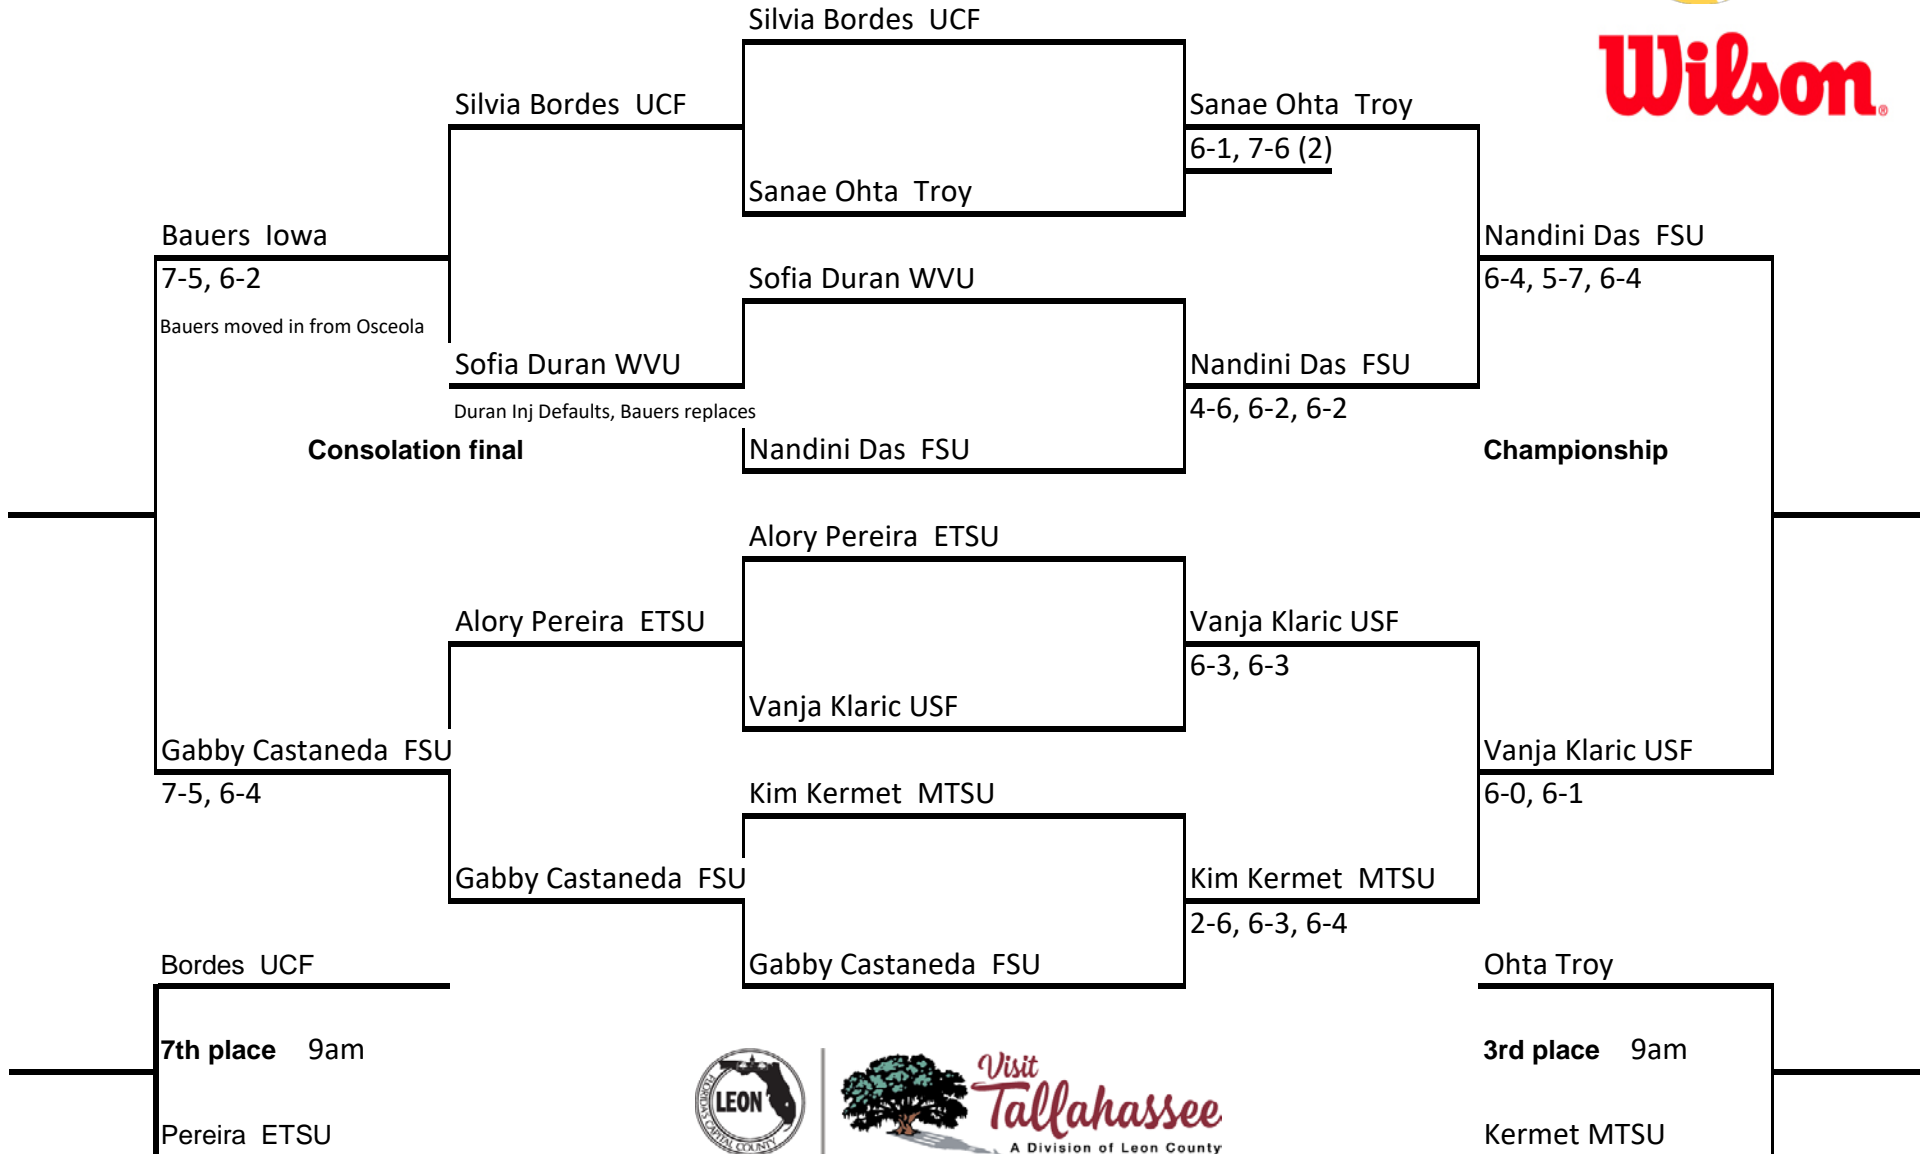 Silvia Bordes  UCF
Wilson®
Silvia Bordes  UCF
Sanae Ohta  Troy
6-1, 7-6 (2)
Sanae Ohta  Troy
Bauers  Iowa
Nandini Das  FSU
7-5, 6-2
Sofia Duran WVU
6-4, 5-7, 6-4
Bauers moved in from Osceola
Sofia Duran WVU
Nandini Das  FSU
Duran Inj Defaults, Bauers replaces
4-6, 6-2, 6-2
Consolation final
Nandini Das  FSU
Championship
Alory Pereira  ETSU
Alory Pereira  ETSU
Vanja Klaric USF
6-3, 6-3
Vanja Klaric USF
Gabby Castaneda  FSU
Vanja Klaric USF
7-5, 6-4
Kim Kermet  MTSU
6-0, 6-1
Gabby Castaneda  FSU
Kim Kermet  MTSU
2-6, 6-3, 6-4
Bordes  UCF
Gabby Castaneda  FSU
Ohta Troy
7th place    9am
3rd place    9am
LEON
FLORIDA'S CAPITAL COUNTY
Visit
Tallahassee
A Division of Leon County
Pereira  ETSU
Kermet MTSU